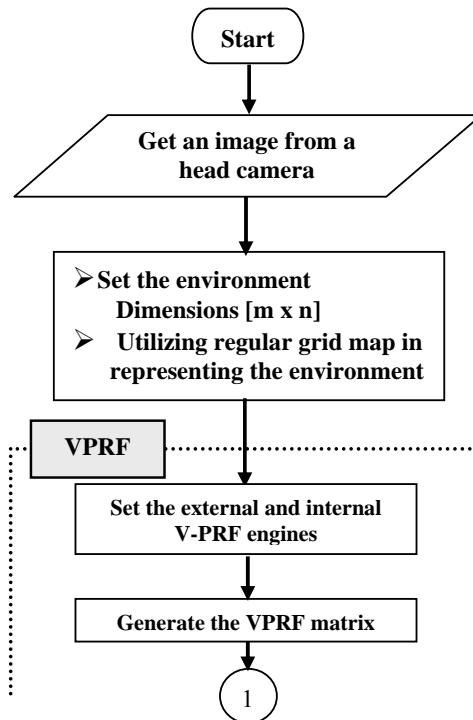 Start
Get an image from a
head camera
➢Set the environment
Dimensions [m x n]
➢ Utilizing regular grid map in
representing the environment
VPRF
Set the external and internal
V-PRF engines
Generate the VPRF matrix
1